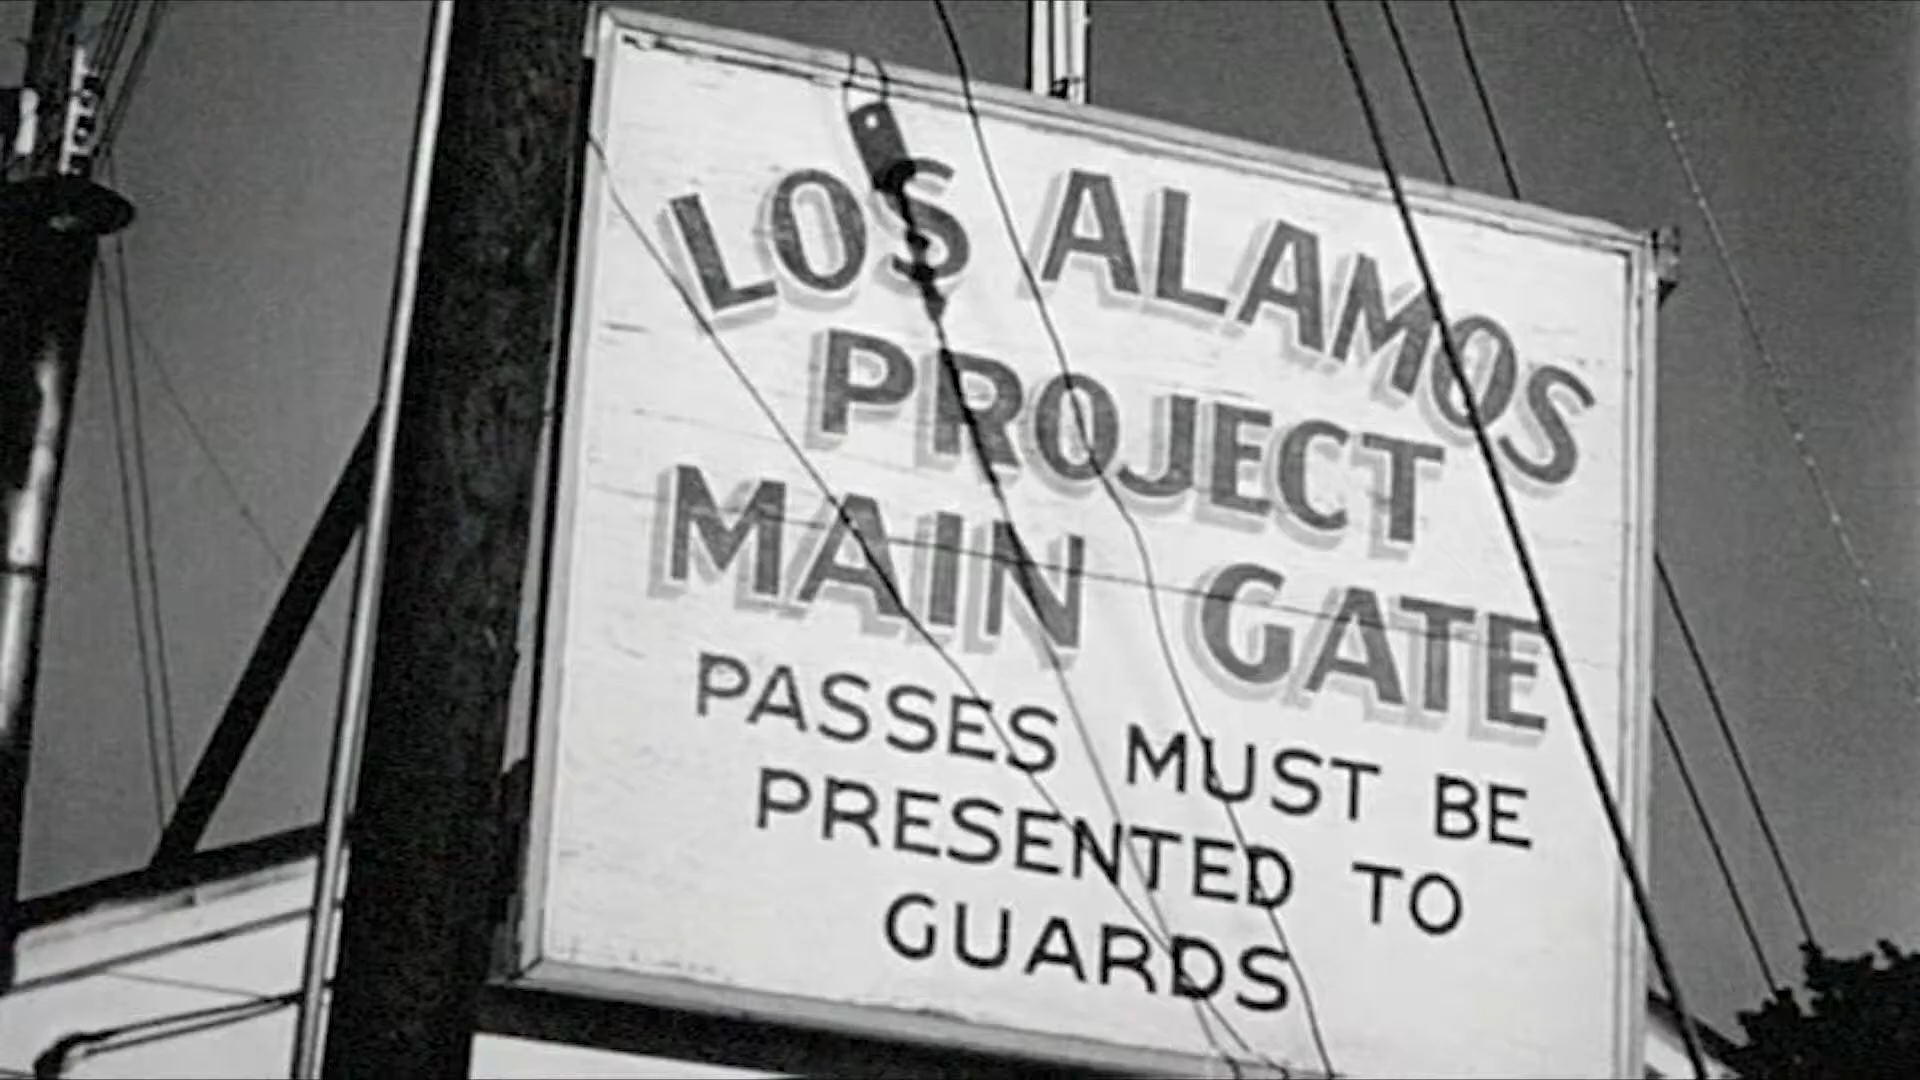 LOS ALAMOS
PROJECT
MAIN GATE
PASSES MUST BE
PRESENTED TO
GUARDS